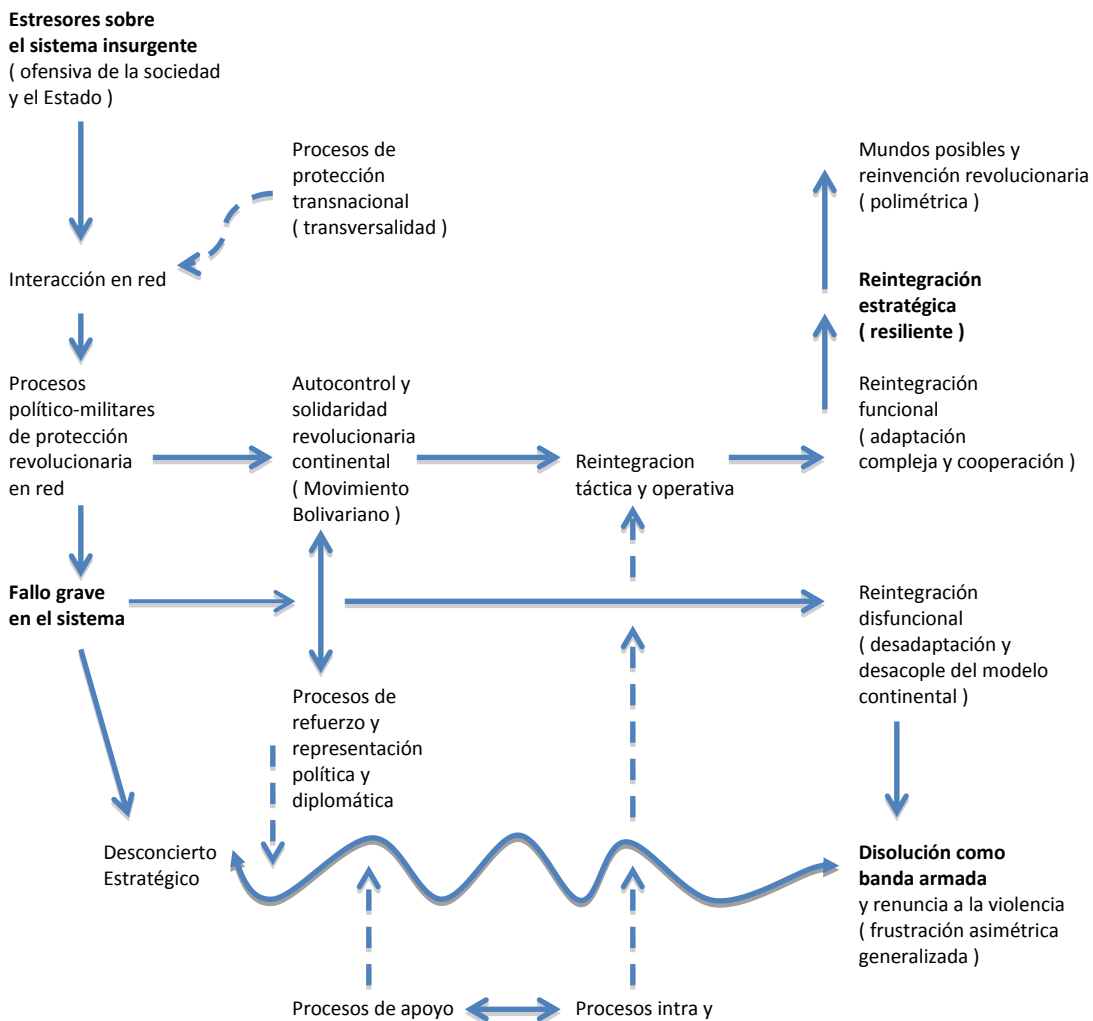 Estresores sobre
el sistema insurgente
( ofensiva de la sociedad
y el Estado )
Procesos de
protección
transnacional
( transversalidad )
Mundos posibles y
reinvención revolucionaria
( polimétrica )
Interacción en red
Reintegración
estratégica
( resiliente )
Procesos
político-militares
de protección
revolucionaria
en red
Autocontrol y
solidaridad
revolucionaria
continental
( Movimiento
Bolivariano )
Reintegracion
táctica y operativa
Reintegración
funcional
( adaptación
compleja y cooperación )
Fallo grave
en el sistema
Reintegración
disfuncional
( desadaptación y
desacople del modelo
continental )
Procesos de
refuerzo y
representación
política y
diplomática
Desconcierto
Estratégico
Disolución como
banda armada
y renuncia a la violencia
( frustración asimétrica
generalizada )
Procesos de apoyo
Procesos intra y